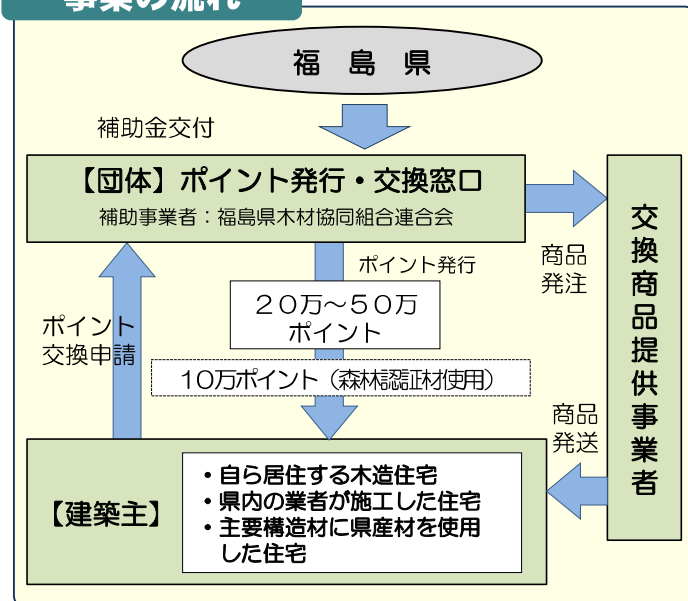 事業の流れ
福　島　県
補助金交付
【団体】ポイント発行・交換窓口
補助事業者：福島県木材協同組合連合会
ポイント発行
商品
発注
２０万～５０万
ポイント
ポイント
交換申請
１０万ポイント（森林認証材使用）
交換商品提供事業者
商品
発送
【建築主】
・自ら居住する木造住宅
・県内の業者が施工した住宅
・主要構造材に県産材を使用
した住宅